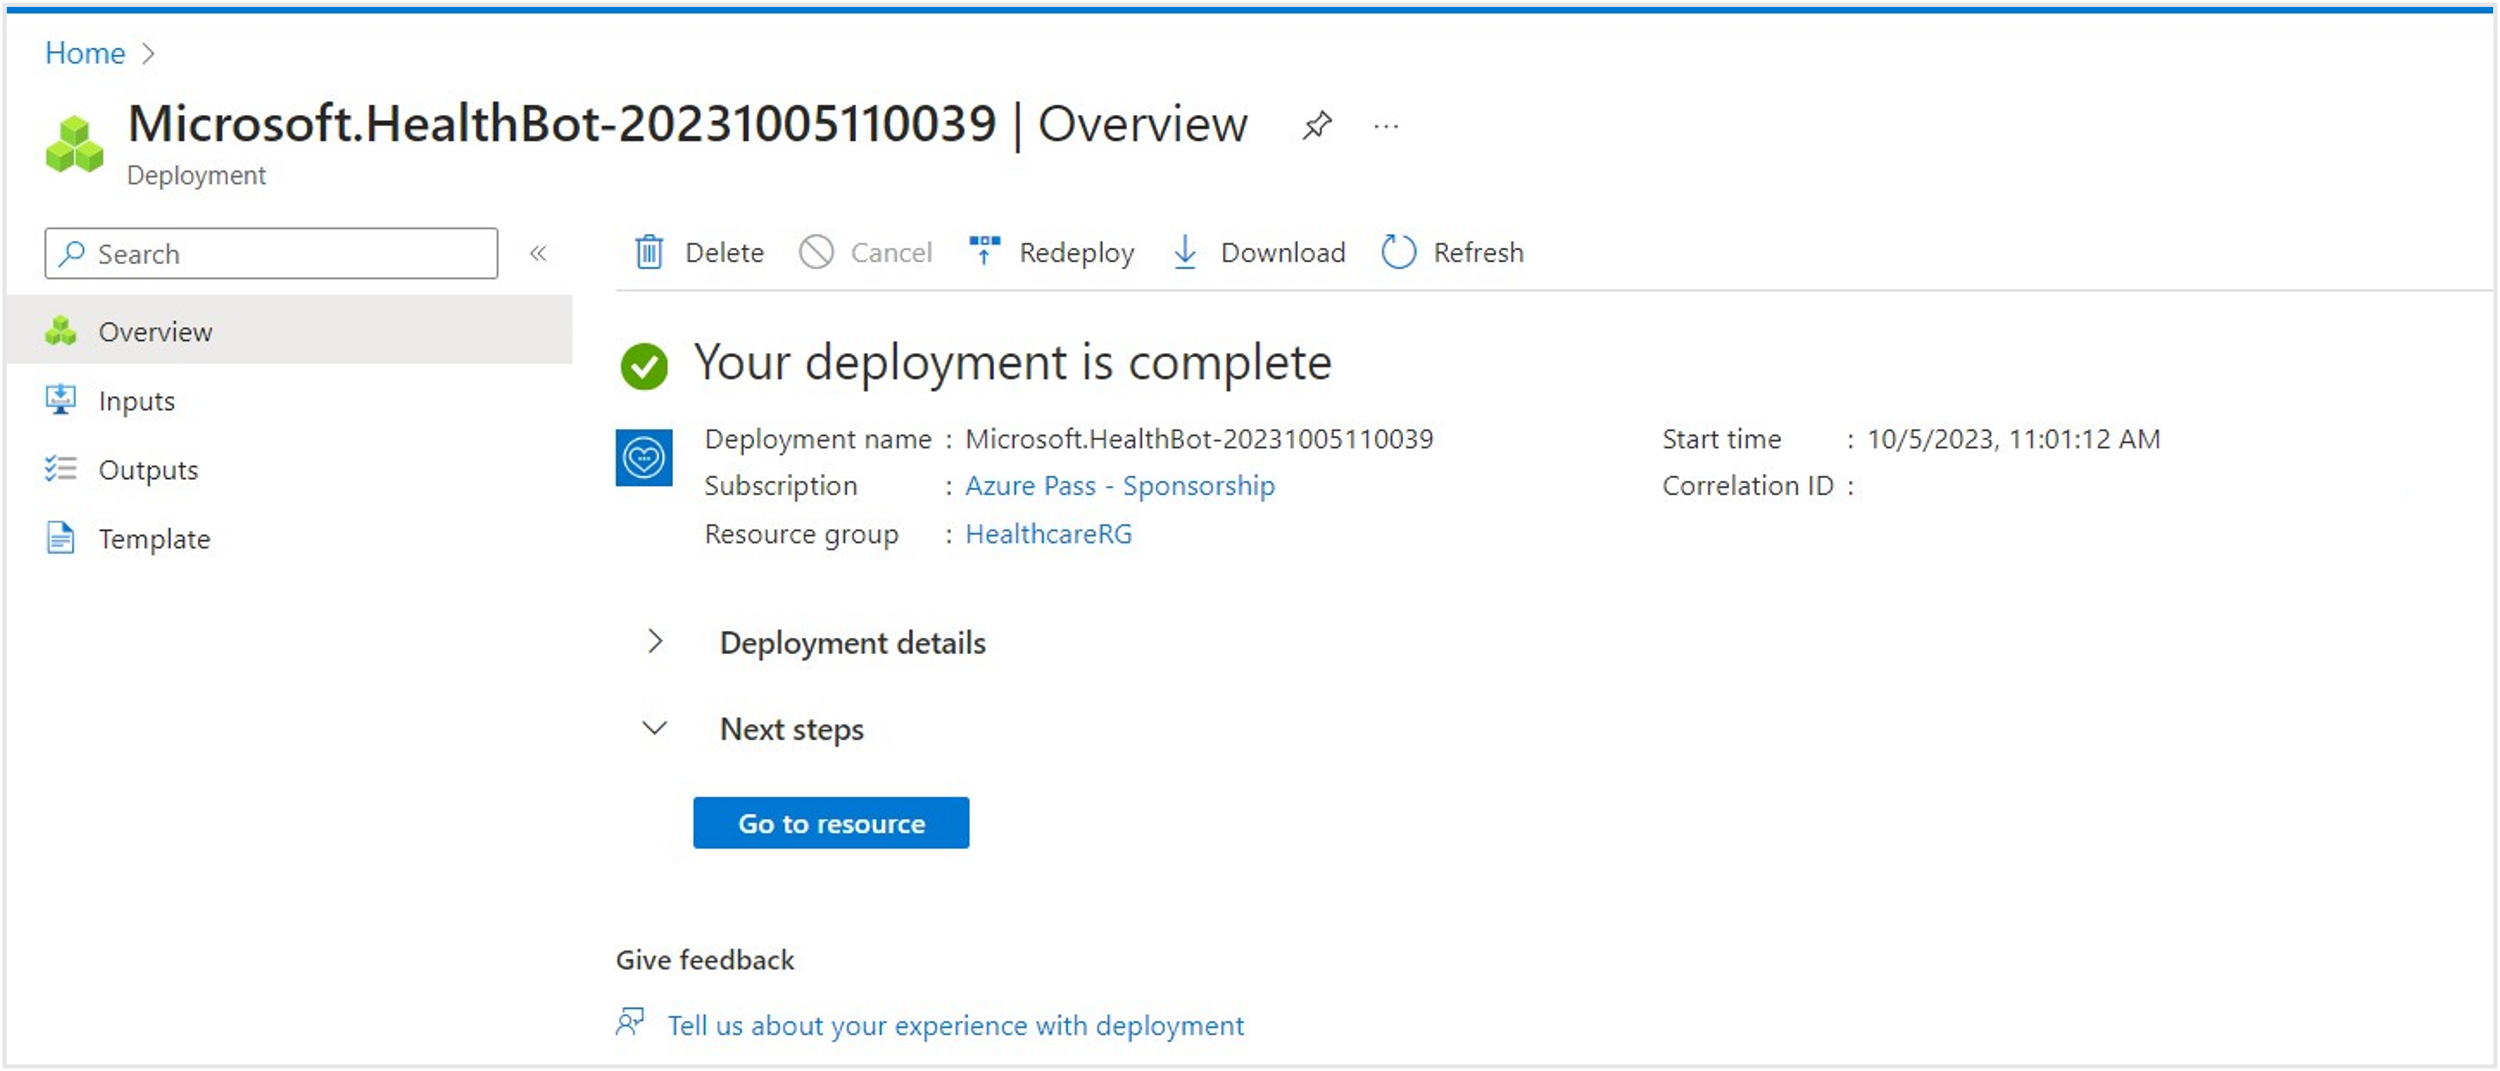 Home
Microsoft.HealthBot-20231005110039 | Overview
Deployment
Search
Delete Cancel Redeploy Download Refresh
Overview
Inputs
Outputs
Template
Your deployment is complete
Deployment name : Microsoft.HealthBot-20231005110039
Subscription : Azure Pass - Sponsorship
Resource group : HealthcareRG
Start time : 10/5/2023, 11:01:12 AM
Correlation ID :
Deployment details
Next steps
Go to resource
Give feedback
Tell us about your experience with deployment